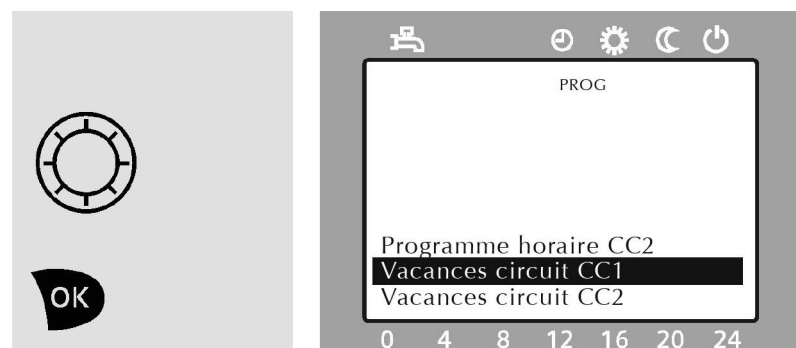 PROG
Programme horaire CC2
Vacances circuit CC1
Vacances circuit CC2
OK
0 4 8 12 16 20 24